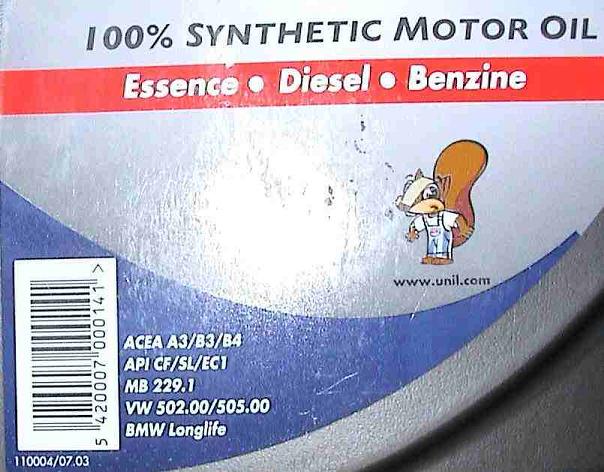 100% SYNTHETIC MOTOR OIL
Essence • Diesel • Benzine
www.unil.com
ACEA A3/B3/B4
API CF/SL/EC1
MB 229.1
VW 502.00/505.00
BMW Longlife
5 420007 000141 >
110004/07.03